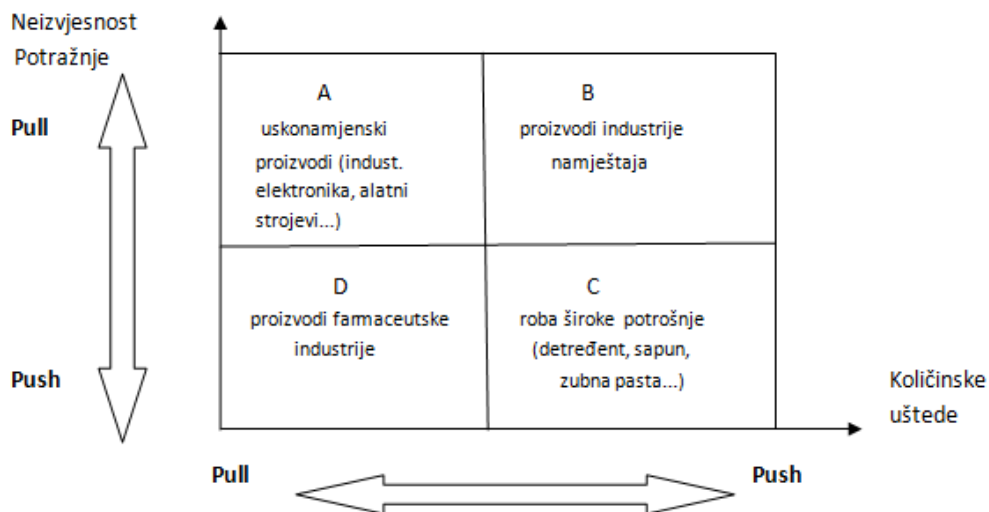 Neizvjesnost
Potražnje
Pull
Push
A
uskonamjenski
proizvodi (indust.
elektronika, alatni
strojevi...)
B
proizvodi industrije
namještaja
D
proizvodi farmaceutske
industrije
C
roba široke potrošnje
(detređent, sapun,
zubna pasta...)
Količinske
uštede
Pull
Push